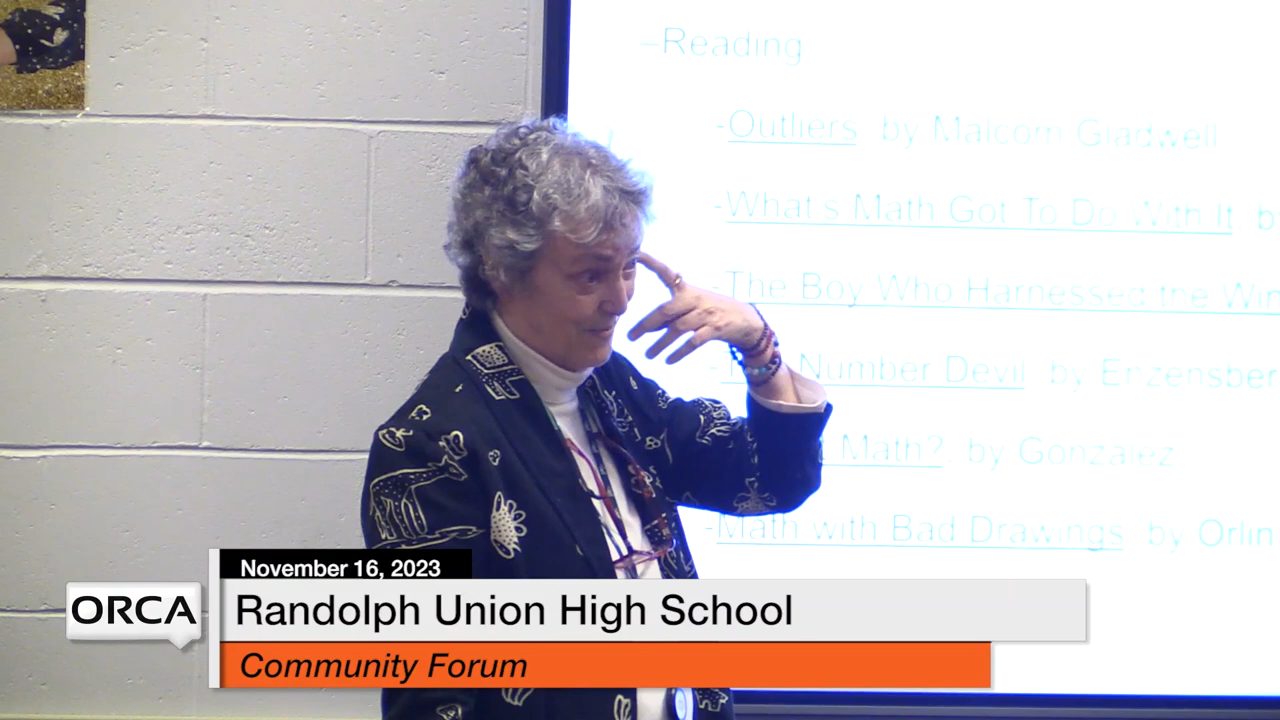 –Reading
-Outliers by Malcom Gladwell
-What's Math Got To Do With It b
-The Boy Who Harnessed the Win
Number Devil by Enzensber
Math?, by Gonzalez
-Math with Bad Drawings by Orlin
November 16, 2023
ORCA
Randolph Union High School
Community Forum